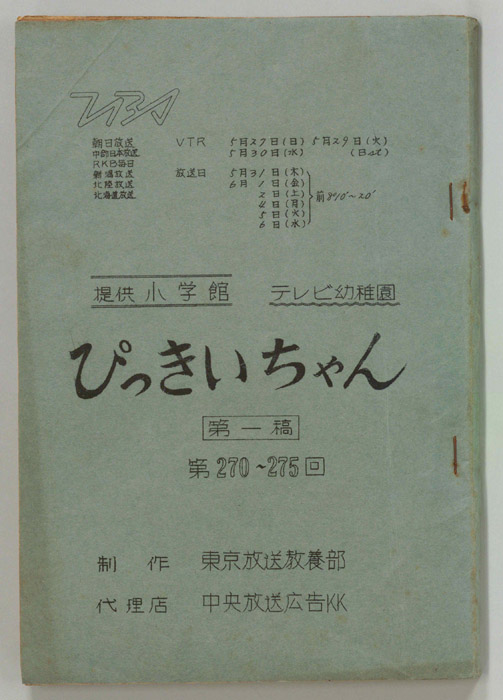 朝日放送 VTR 5月27日(日) 5月29日(火)
中部日本放送 5月30日(水)
RKB毎日
新潟放送 放送日 5月31日(木)
北陸放送 6月1日(金)
北海道放送 2日(土) 前8°10'~20'
4日(月)
5日(火)
6日(水)
提供 小学館 テレビ幼稚園
ぴっきいちゃん
第一稿
第270~275回
制作 東京放送教養部
代理店 中央放送広告KK